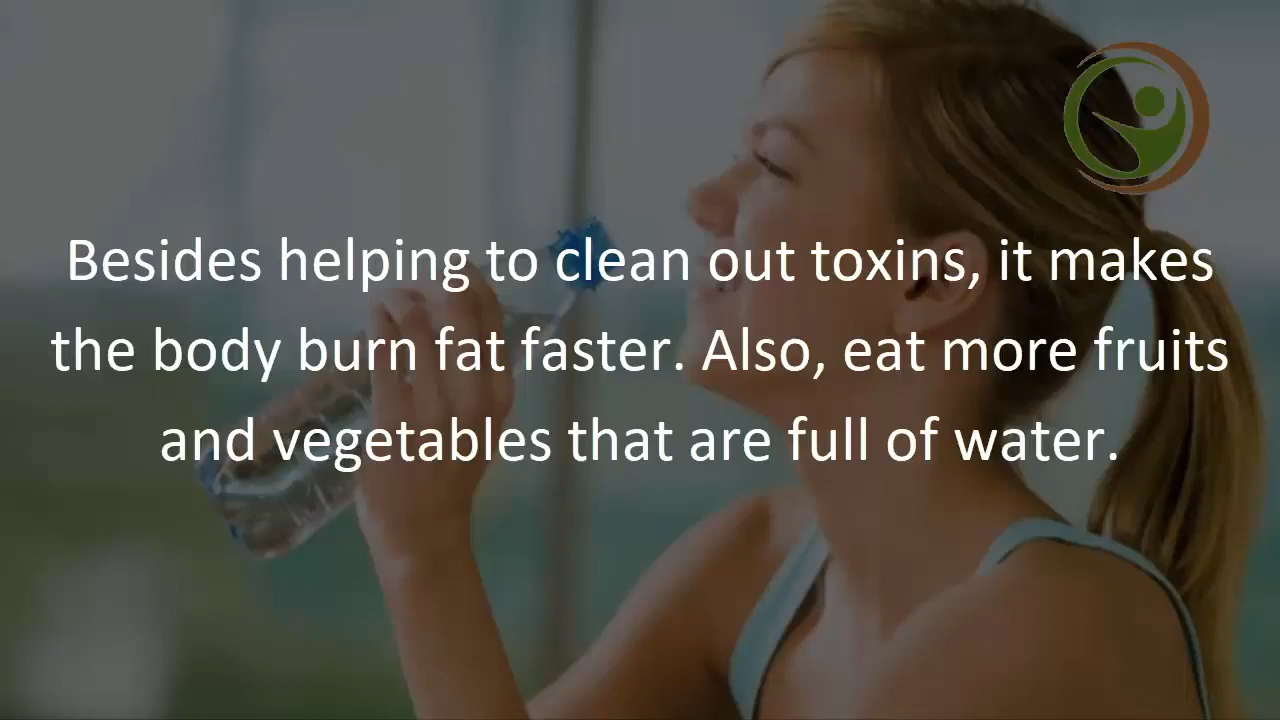 Besides helping to clean out toxins, it makes
the body burn fat faster. Also, eat more fruits
and vegetables that are full of water.